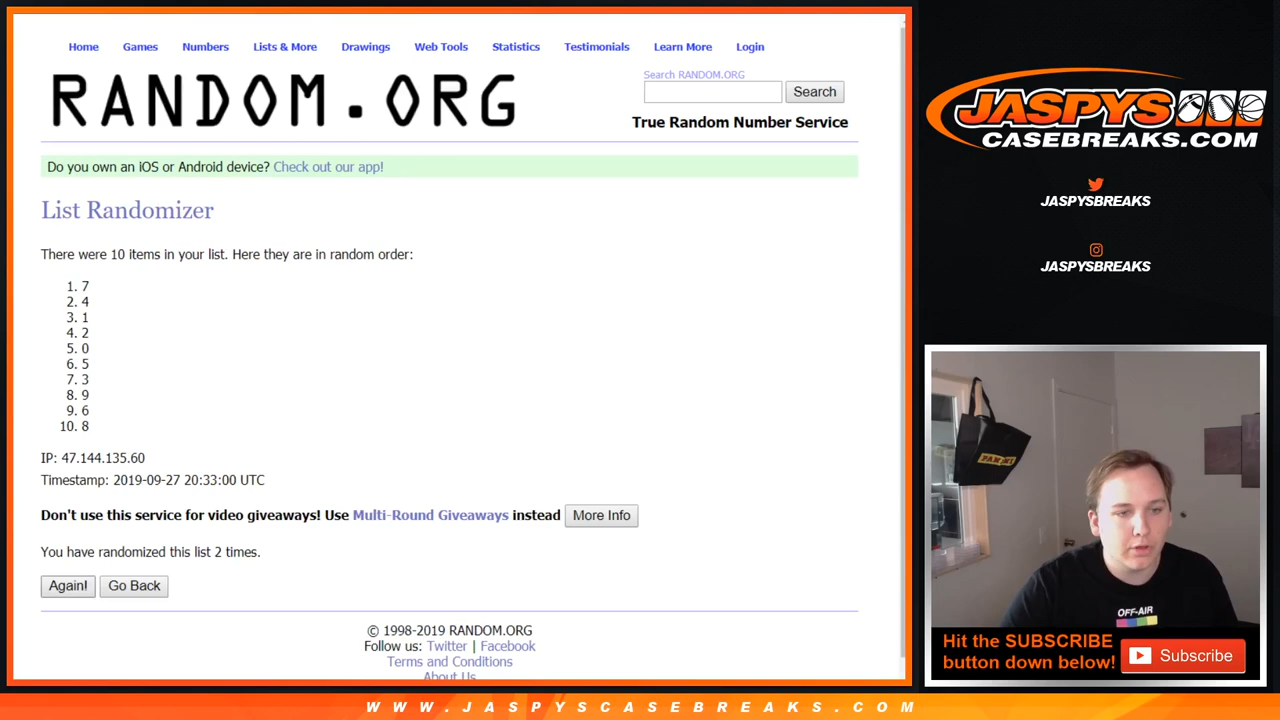 Home Games Numbers Lists & More Drawings Web Tools Statistics Testimonials Learn More Login
RANDOM.ORG
Search RANDOM.ORG
Search
True Random Number Service
Do you own an iOS or Android device? Check out our app!
List Randomizer
There were 10 items in your list. Here they are in random order:
1. 7
2. 4
3. 1
4. 2
5. 0
6. 5
7. 3
8. 9
9. 6
10. 8
IP: 47.144.135.60
Timestamp: 2019-09-27 20:33:00 UTC
Don't use this service for video giveaways! Use Multi-Round Giveaways instead More Info
You have randomized this list 2 times.
Again! Go Back
© 1998-2019 RANDOM.ORG
Follow us: Twitter | Facebook
Terms and Conditions
About Us
JASPYS
CASEBREAKS.COM
JASPYSBREAKS
JASPYSBREAKS
PANINI
OFF-AIR
Hit the SUBSCRIBE
button down below!
Subscribe
WWW.JASPYSCASEBREAKS.COM